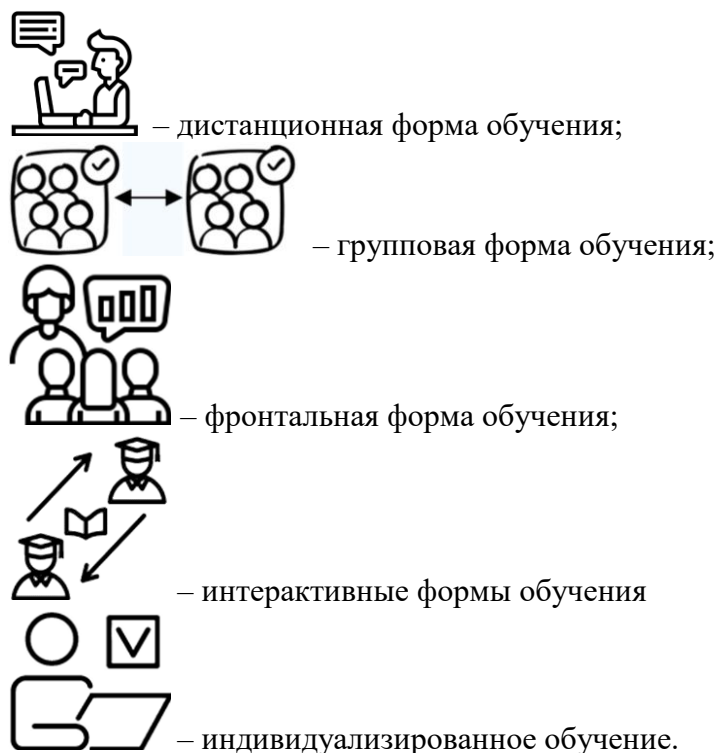 – дистанционная форма обучения;
– групповая форма обучения;
– фронтальная форма обучения;
– интерактивные формы обучения
– индивидуализированное обучение.